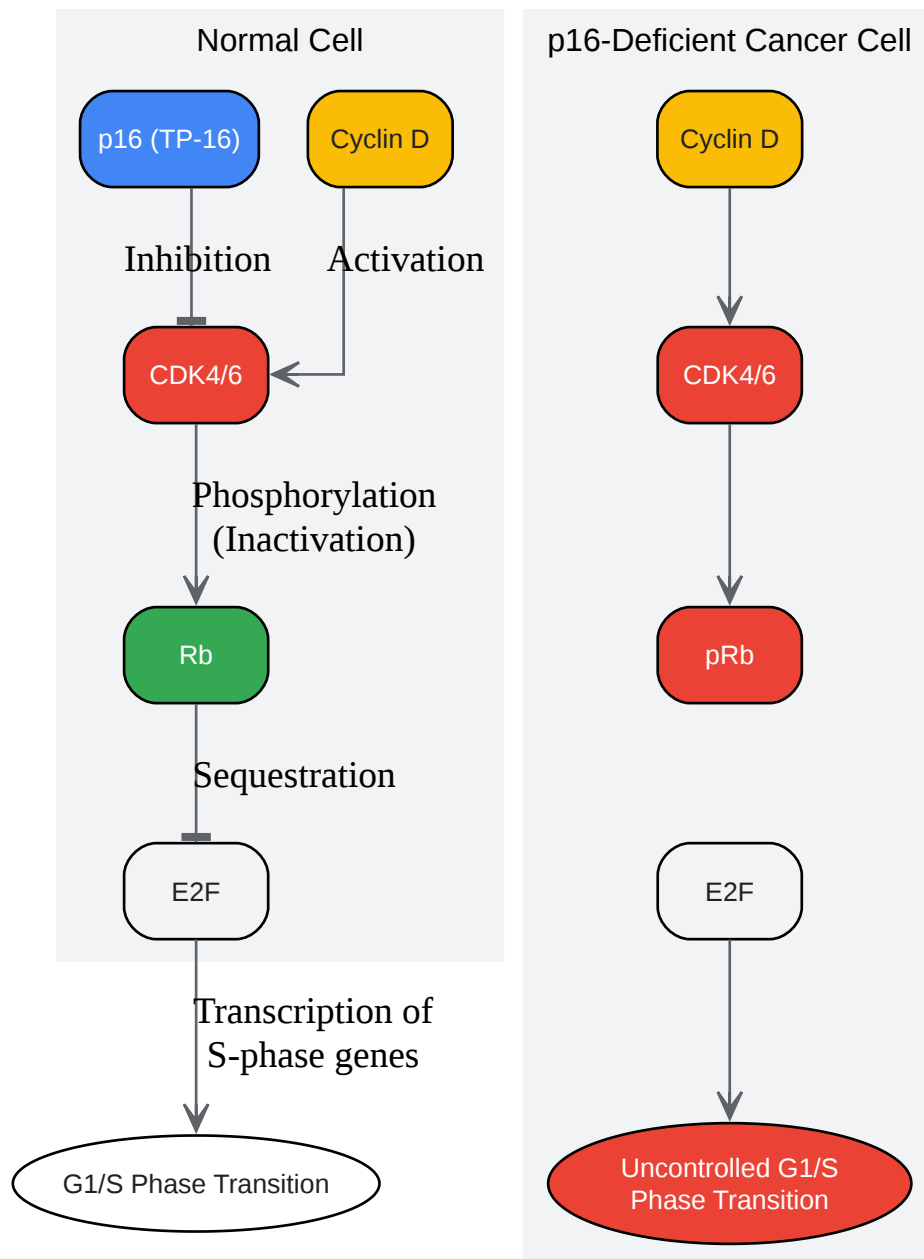 Normal Cell
p16 (TP-16)
Cyclin D
Inhibition
Activation
CDK4/6
Phosphorylation
(Inactivation)
Rb
Sequestration
E2F
Transcription of
S-phase genes
G1/S Phase Transition
p16-Deficient Cancer Cell
Cyclin D
CDK4/6
pRb
E2F
Uncontrolled G1/S
Phase Transition